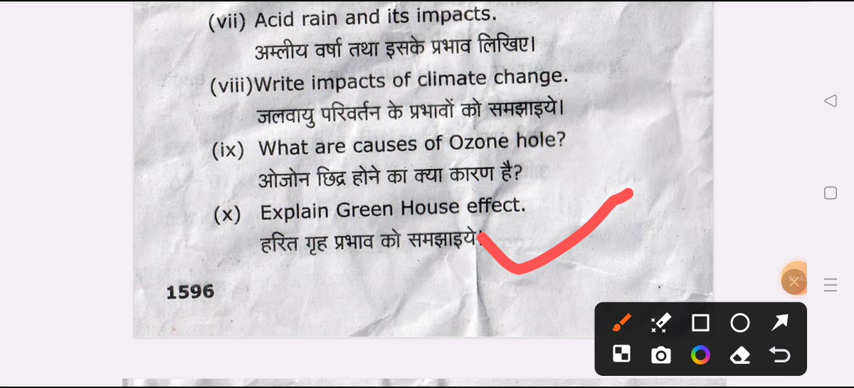 (vii) Acid rain and its impacts.
अम्लीय वर्षा तथा इसके प्रभाव लिखिए।
(viii)Write impacts of climate change.
जलवायु परिवर्तन के प्रभावों को समझाइये।
(ix) What are causes of Ozone hole?
ओजोन छिद्र होने का क्या कारण है?
(x) Explain Green House effect.
हरित गृह प्रभाव को समझाइये।
1596